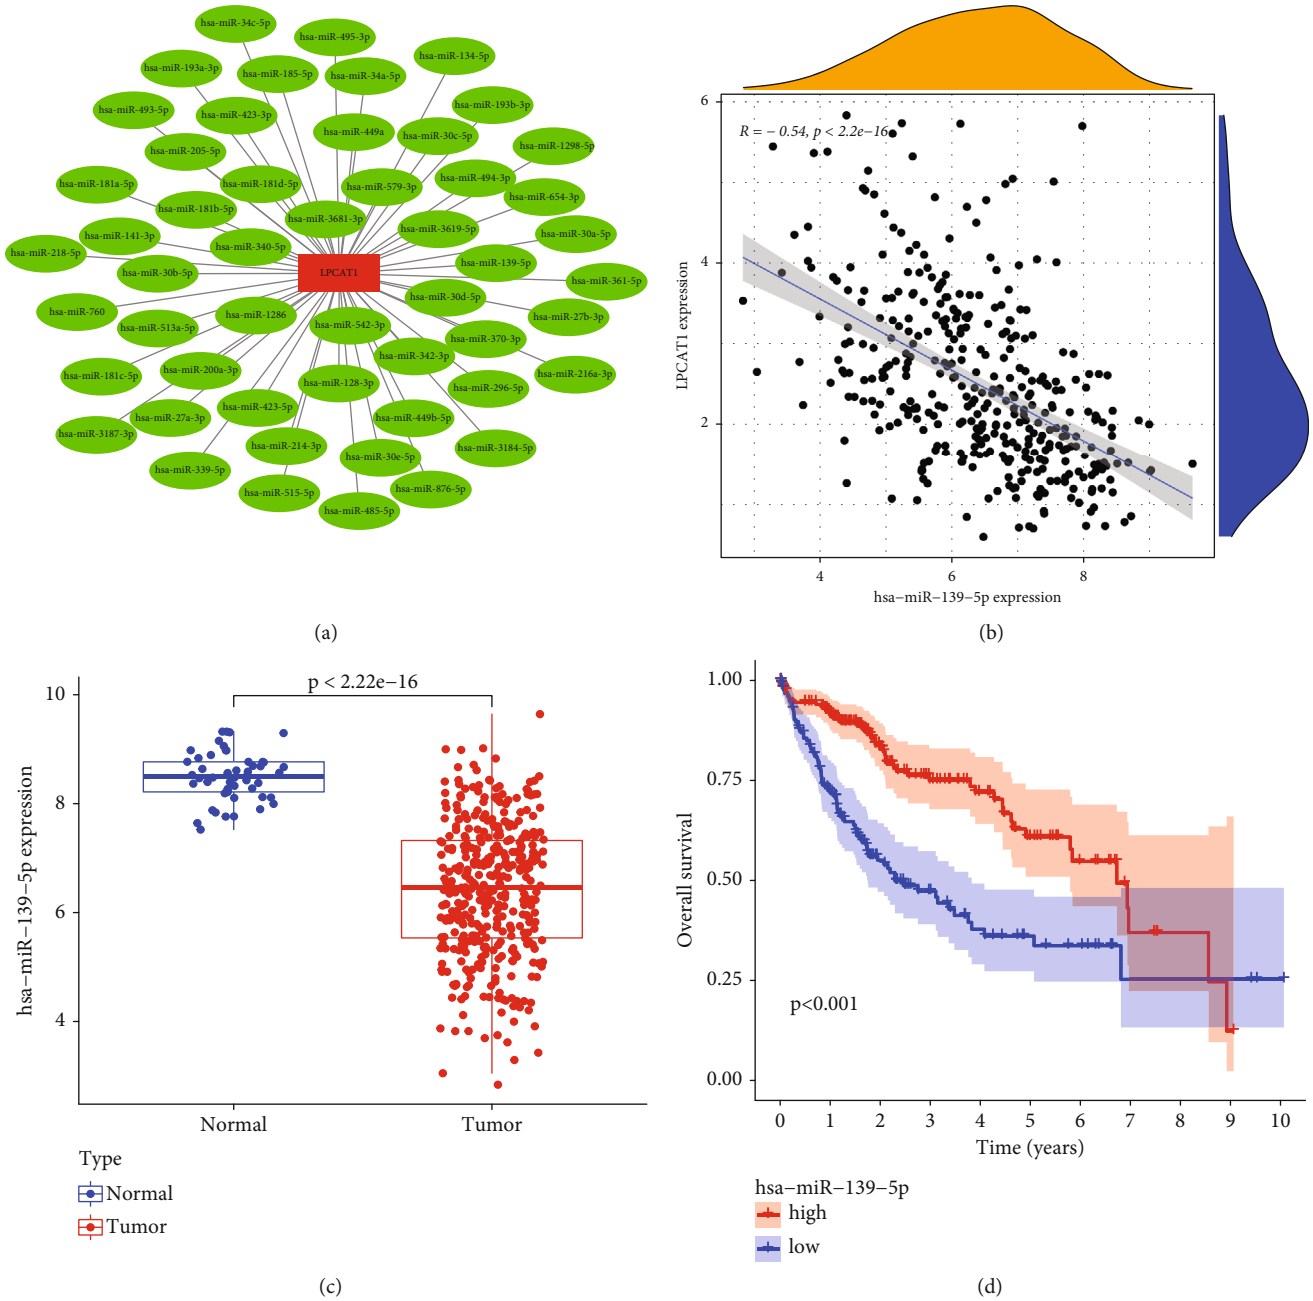 hsa-miR-34c-5p
hsa-miR-495-3p
hsa-miR-134-5p
hsa-miR-193a-3p
hsa-miR-185-5p
hsa-miR-34a-5p
hsa-miR-493-5p
hsa-miR-423-3p
hsa-miR-193b-3p
hsa-miR-449a
hsa-miR-30c-5p
hsa-miR-1298-5p
hsa-miR-205-5p
hsa-miR-181a-5p
hsa-miR-181d-5p
hsa-miR-579-3p
hsa-miR-494-3p
hsa-miR-654-3p
hsa-miR-181b-5p
hsa-miR-3681-3p
hsa-miR-3619-5p
hsa-miR-30a-5p
hsa-miR-141-3p
hsa-miR-218-5p
hsa-miR-340-5p
hsa-miR-139-5p
hsa-miR-30b-5p
LPCAT1
hsa-miR-361-5p
hsa-miR-30d-5p
hsa-miR-760
hsa-miR-1286
hsa-miR-27b-3p
hsa-miR-513a-5p
hsa-miR-542-3p
hsa-miR-370-3p
hsa-miR-342-3p
hsa-miR-181c-5p
hsa-miR-200a-3p
hsa-miR-216a-3p
hsa-miR-128-3p
hsa-miR-296-5p
hsa-miR-27a-3p
hsa-miR-423-5p
hsa-miR-449b-5p
hsa-miR-3187-3p
hsa-miR-214-3p
hsa-miR-3184-5p
hsa-miR-339-5p
hsa-miR-30e-5p
hsa-miR-515-5p
hsa-miR-876-5p
hsa-miR-485-5p
(a)
R = − 0.54, p < 2.2e−16
6
4
2
LPCAT1 expression
4 6 8
hsa−miR−139−5p expression
(b)
p < 2.22e−16
10
8
6
4
hsa−miR−139−5p expression
Normal Tumor
Type
Normal
Tumor
(c)
1.00
0.75
0.50
0.25
0.00
Overall survival
p<0.001
0 1 2 3 4 5 6 7 8 9 10
Time (years)
hsa−miR−139−5p
high
low
(d)